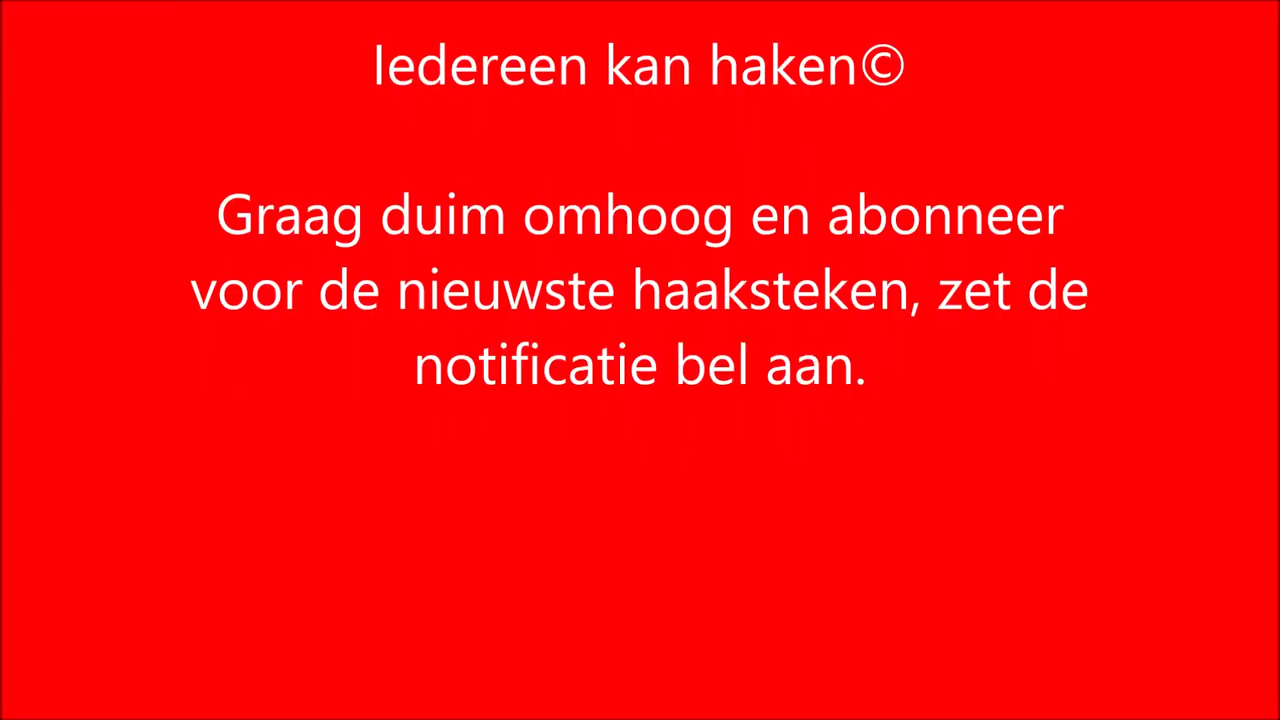 Iedereen kan haken©
Graag duim omhoog en abonneer
voor de nieuwste haaksteken, zet de
notificatie bel aan.